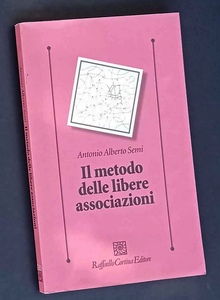 Antonio Alberto Semi
Il metodo
delle libere
associazioni
Raffaello Cortina Editore